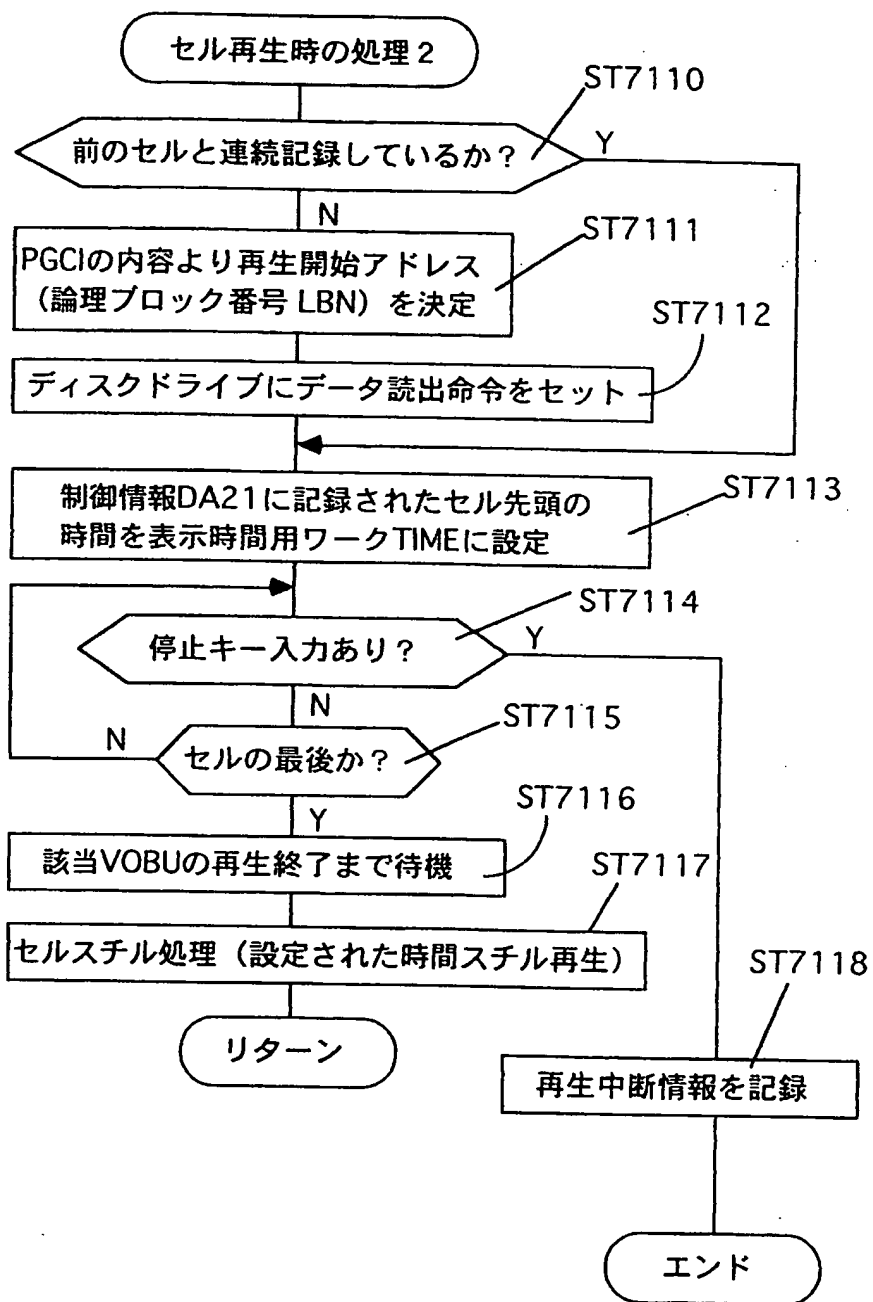 セル再生時の処理２
ST7110
前のセルと連続記録しているか？
Y
N
ST7111
PGCIの内容より再生開始アドレス
（論理ブロック番号 LBN）を決定
ST7112
ディスクドライブにデータ読出命令をセット
ST7113
制御情報DA21に記録されたセル先頭の
時間を表示時間用ワークTIMEに設定
ST7114
停止キー入力あり？
Y
N
ST7115
N
セルの最後か？
Y
ST7116
該当VOBUの再生終了まで待機
ST7117
セルスチル処理（設定された時間スチル再生）
ST7118
リターン
再生中断情報を記録
エンド